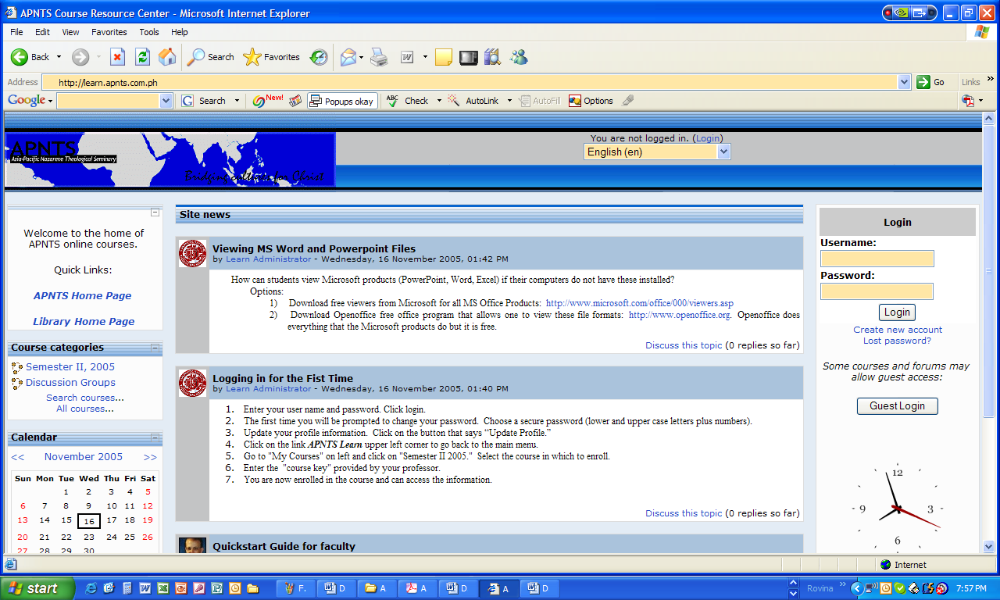 APNTS Course Resource Center - Microsoft Internet Explorer
File Edit View Favorites Tools Help
Back Search Favorites
Address http://learn.apnts.com.ph Go Links »
Google Search New! Popups okay Check AutoLink AutoFill Options
APNTS
Asia-Pacific Nazarene Theological Seminary
Bridging cultures for Christ
You are not logged in. (Login)
English (en)
Welcome to the home of
APNTS online courses.
Quick Links:
APNTS Home Page
Library Home Page
Course categories
Semester II, 2005
Discussion Groups
Search courses...
All courses...
Calendar
<< November 2005 >>
Sun Mon Tue Wed Thu Fri Sat
1 2 3 4 5
6 7 8 9 10 11 12
13 14 15 16 17 18 19
20 21 22 23 24 25 26
27 28 29 30
Site news
Viewing MS Word and Powerpoint Files
by Learn Administrator - Wednesday, 16 November 2005, 01:42 PM
How can students view Microsoft products (PowerPoint, Word, Excel) if their computers do not have these installed?
Options:
1) Download free viewers from Microsoft for all MS Office Products: http://www.microsoft.com/office/000/viewers.asp
2) Download Openoffice free office program that allows one to view these file formats: http://www.openoffice.org. Openoffice does
everything that the Microsoft products do but it is free.
Discuss this topic (0 replies so far)
Logging in for the Fist Time
by Learn Administrator - Wednesday, 16 November 2005, 01:40 PM
1. Enter your user name and password. Click login.
2. The first time you will be prompted to change your password. Choose a secure password (lower and upper case letters plus numbers).
3. Update your profile information. Click on the button that says “Update Profile.”
4. Click on the link APNTS Learn upper left corner to go back to the main menu.
5. Go to "My Courses" on left and click on "Semester II 2005." Select the course in which to enroll.
6. Enter the "course key" provided by your professor.
7. You are now enrolled in the course and can access the information.
Discuss this topic (0 replies so far)
Quickstart Guide for faculty
Login
Username:
Password:
Login
Create new account
Lost password?
Some courses and forums may
allow guest access:
Guest Login
12
9 3
6
Internet
start F. D A A D A D Rovina » 7:57 PM